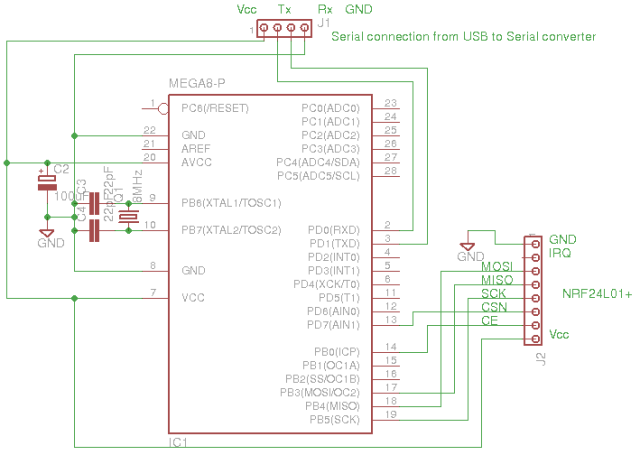 Vcc Tx Rx GND
J1
1
Serial connection from USB to Serial converter
MEGA8-P
1 PC6(/RESET) PC0(ADC0) 23
PC1(ADC1) 24
22 GND PC2(ADC2) 25
21 AREF PC3(ADC3) 26
20 AVCC PC4(ADC4/SDA) 27
PC5(ADC5/SCL) 28
C2
100uF
GND
C3
22pF
C4
22pF
Q1
8MHz
9 PB6(XTAL1/TOSC1)
10 PB7(XTAL2/TOSC2) PD0(RXD) 2
PD1(TXD) 3
PD2(INT0) 4
8 GND PD3(INT1) 5
PD4(XCK/T0) 6
7 VCC PD5(T1) 11
PD6(AIN0) 12
PD7(AIN1) 13
PB0(ICP) 14
PB1(OC1A) 15
PB2(SS/OC1B) 16
PB3(MOSI/OC2) 17
PB4(MISO) 18
PB5(SCK) 19
IC1
GND
GND
IRQ
MOSI
MISO
SCK
CSN
CE
NRF24L01+
Vcc
J2